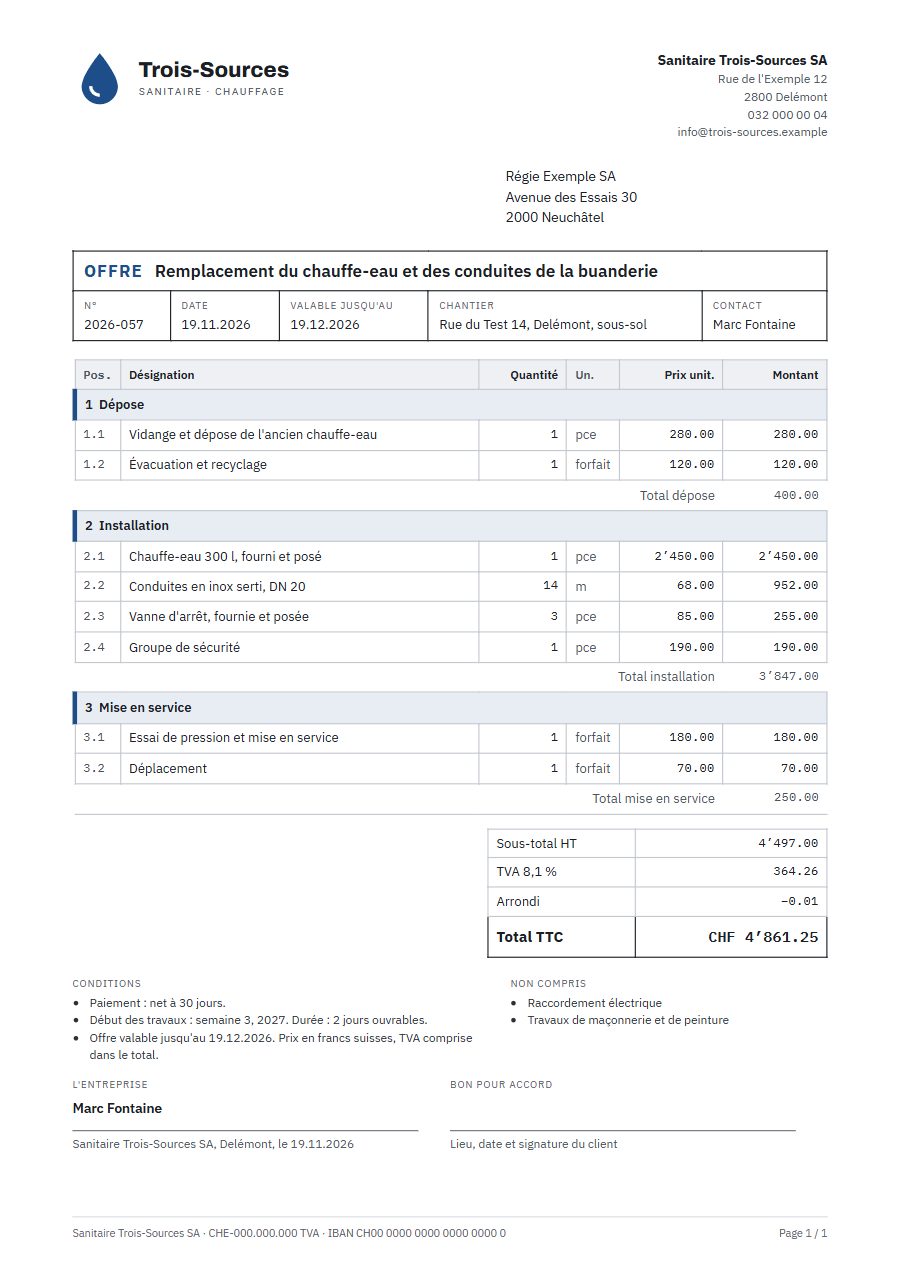 Trois-Sources
SANITAIRE · CHAUFFAGE
Sanitaire Trois-Sources SA
Rue de l'Exemple 12
2800 Delémont
032 000 00 04
info@trois-sources.example
Régie Exemple SA
Avenue des Essais 30
2000 Neuchâtel
OFFRE Remplacement du chauffe-eau et des conduites de la buanderie
N° DATE VALABLE JUSQU'AU CHANTIER CONTACT
2026-057 19.11.2026 19.12.2026 Rue du Test 14, Delémont, sous-sol Marc Fontaine
Pos. Désignation Quantité Un. Prix unit. Montant
1 Dépose
1.1 Vidange et dépose de l'ancien chauffe-eau 1 pce 280.00 280.00
1.2 Évacuation et recyclage 1 forfait 120.00 120.00
Total dépose 400.00
2 Installation
2.1 Chauffe-eau 300 l, fourni et posé 1 pce 2’450.00 2’450.00
2.2 Conduites en inox serti, DN 20 14 m 68.00 952.00
2.3 Vanne d'arrêt, fournie et posée 3 pce 85.00 255.00
2.4 Groupe de sécurité 1 pce 190.00 190.00
Total installation 3’847.00
3 Mise en service
3.1 Essai de pression et mise en service 1 forfait 180.00 180.00
3.2 Déplacement 1 forfait 70.00 70.00
Total mise en service 250.00
Sous-total HT 4’497.00
TVA 8,1 % 364.26
Arrondi −0.01
Total TTC CHF 4’861.25
CONDITIONS
• Paiement : net à 30 jours.
• Début des travaux : semaine 3, 2027. Durée : 2 jours ouvrables.
• Offre valable jusqu'au 19.12.2026. Prix en francs suisses, TVA comprise
dans le total.
NON COMPRIS
• Raccordement électrique
• Travaux de maçonnerie et de peinture
L'ENTREPRISE
Marc Fontaine
Sanitaire Trois-Sources SA, Delémont, le 19.11.2026
BON POUR ACCORD
Lieu, date et signature du client
Sanitaire Trois-Sources SA · CHE-000.000.000 TVA · IBAN CH00 0000 0000 0000 0000 0
Page 1 / 1